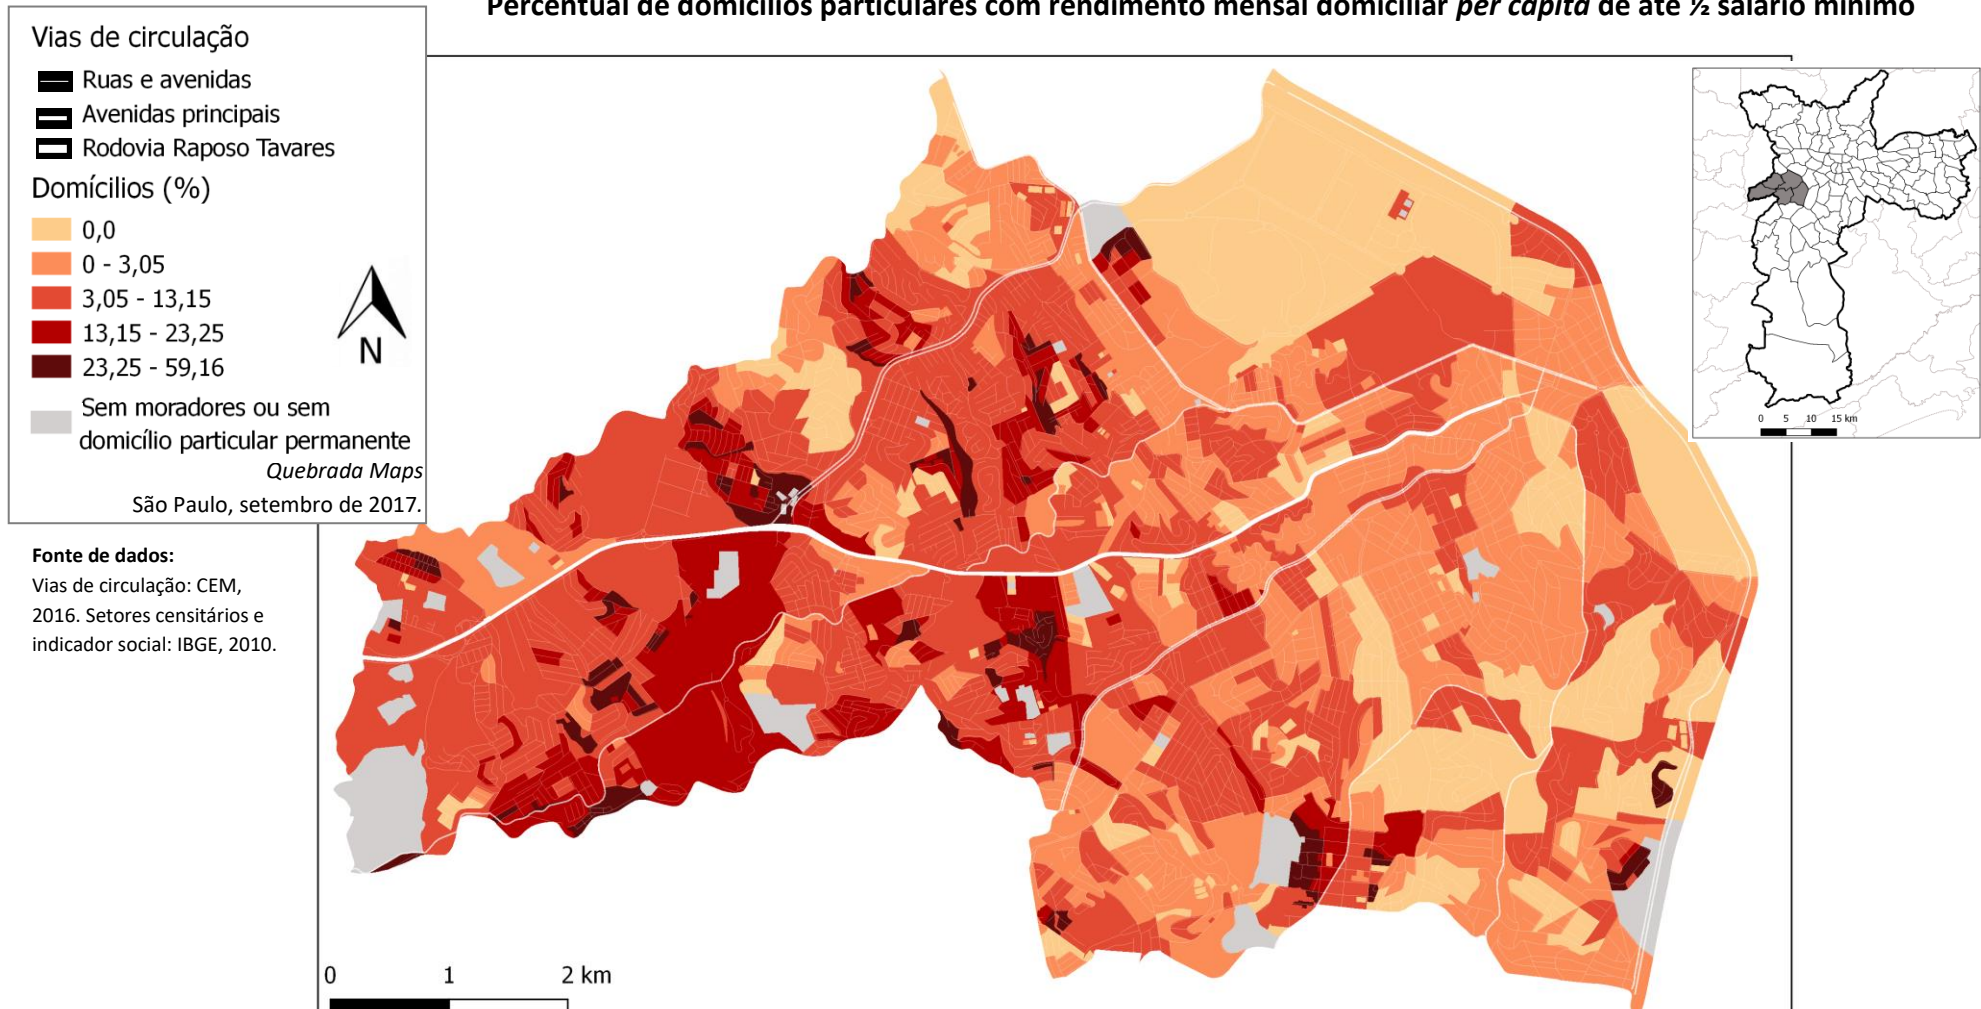 Percentual de domicílios particulares com rendimento mensal domiciliar per capita de até ½ salário mínimo
Vias de circulação
Ruas e avenidas
Avenidas principais
Rodovia Raposo Tavares
Domícilios (%)
0,0
0 - 3,05
3,05 - 13,15
13,15 - 23,25
23,25 - 59,16
Sem moradores ou sem
domicílio particular permanente
Quebrada Maps
São Paulo, setembro de 2017.
N
Fonte de dados:
Vias de circulação: CEM,
2016. Setores censitários e
indicador social: IBGE, 2010.
0 5 10 15 km
0 1 2 km